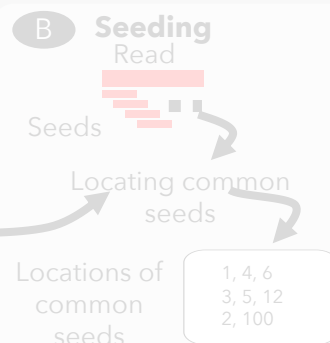 B Seeding
Read
Seeds
Locating common
seeds
Locations of
common
seeds
1, 4, 6
3, 5, 12
2, 100